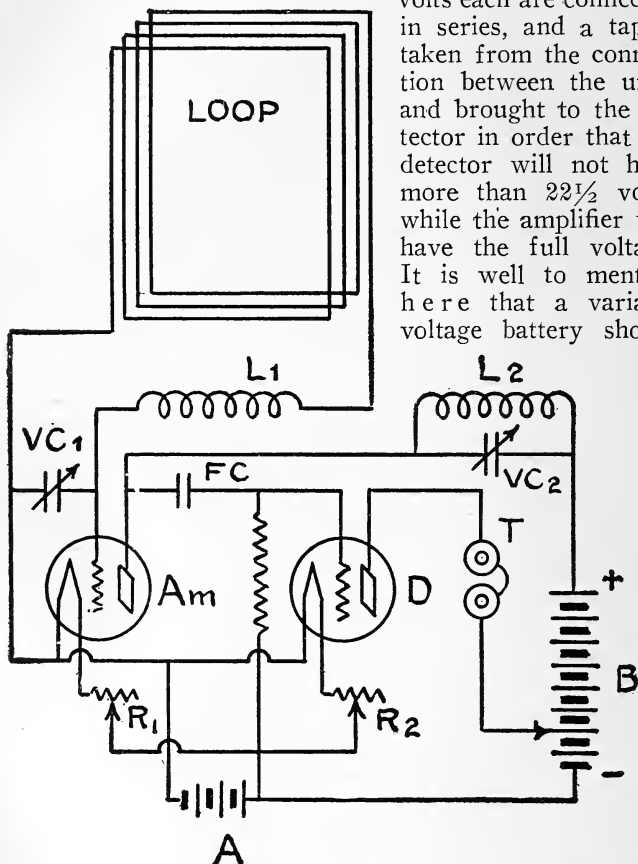 volts each are connec
in series, and a tap
taken from the conn
tion between the u
and brought to the
tector in order that
detector will not h
more than 22½ vo
while the amplifier
have the full volta
It is well to ment
here that a varia
voltage battery sho
LOOP
L1
L2
VC1
FC
VC2
T
Am
D
+
B
R1
R2
-
A